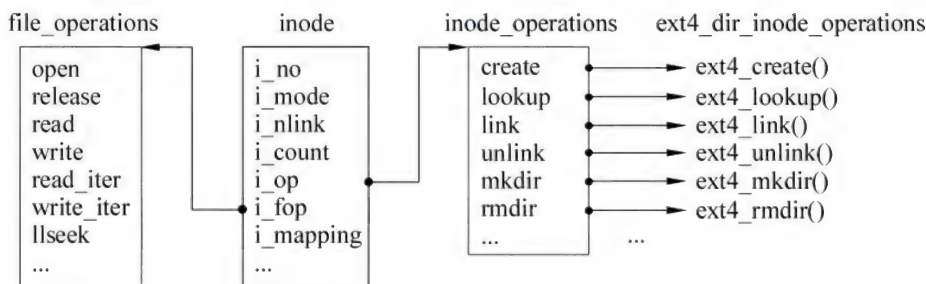 file_operations
open
release
read
write
read_iter
write_iter
llseek
...
inode
i_no
i_mode
i_nlink
i_count
i_op
i_fop
i_mapping
...
inode_operations
create
lookup
link
unlink
mkdir
rmdir
...
ext4_dir_inode_operations
ext4_create()
ext4_lookup()
ext4_link()
ext4_unlink()
ext4_mkdir()
ext4_rmdir()
...